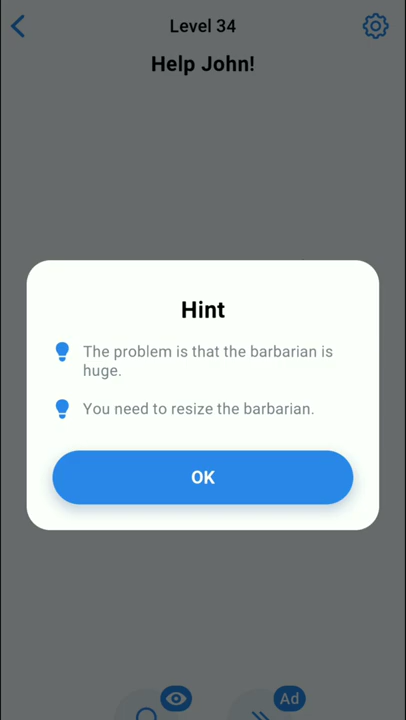 Level 34
Help John!
Hint
The problem is that the barbarian is
huge.
You need to resize the barbarian.
OK
Ad